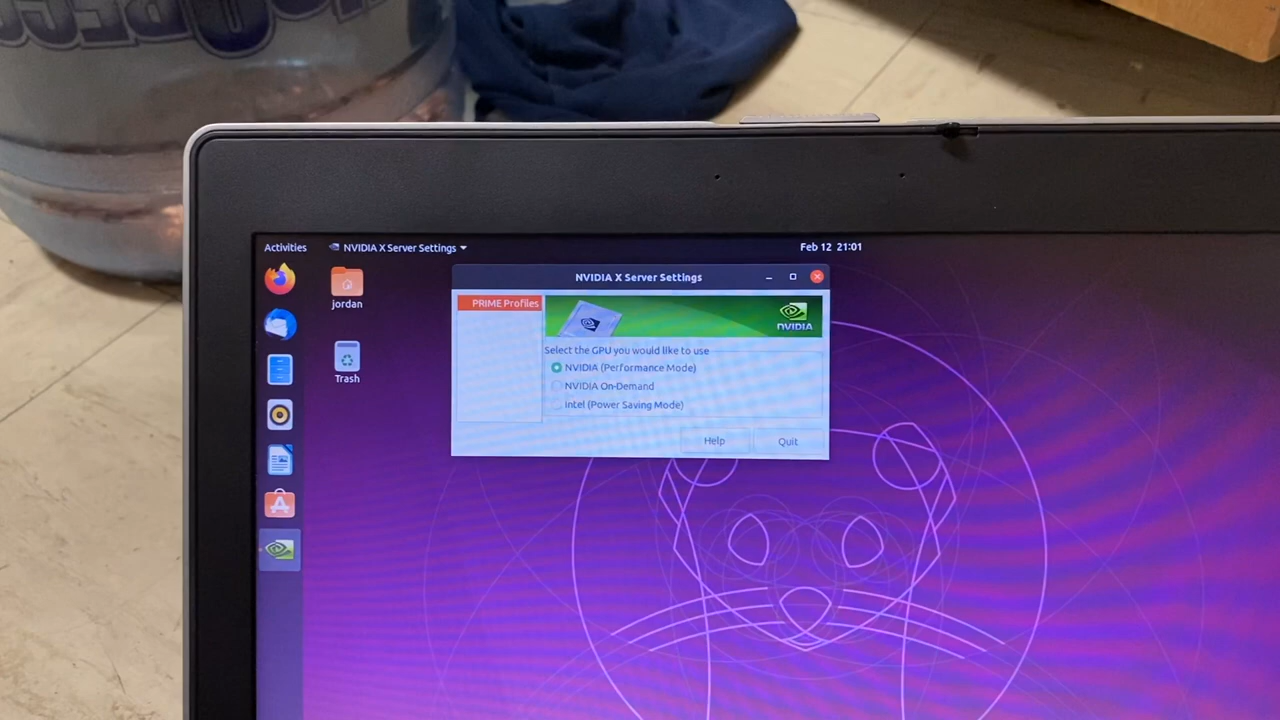 Activities
NVIDIA X Server Settings
Feb 12 21:01
jordan
Trash
NVIDIA X Server Settings
PRIME Profiles
NVIDIA
Select the GPU you would like to use
NVIDIA (Performance Mode)
NVIDIA On-Demand
Intel (Power Saving Mode)
Help
Quit